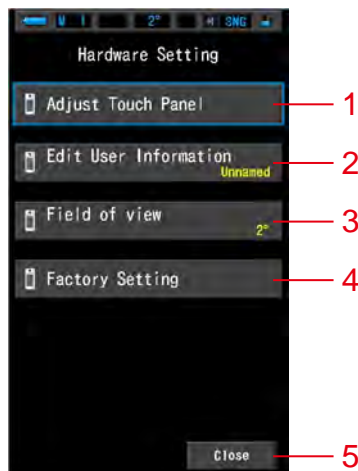 2° SNG
Hardware Setting
Adjust Touch Panel 1
Edit User Information 2
Unnamed
Field of view 3
2°
Factory Setting 4
Close 5